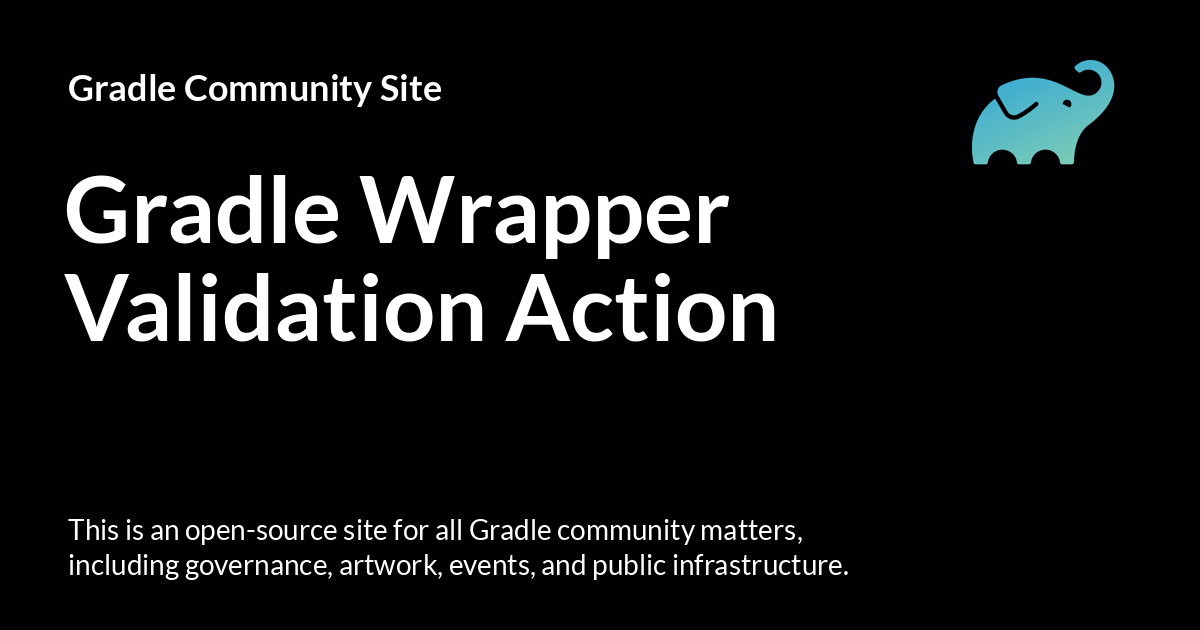 Gradle Community Site
Gradle Wrapper
Validation Action
This is an open-source site for all Gradle community matters,
including governance, artwork, events, and public infrastructure.